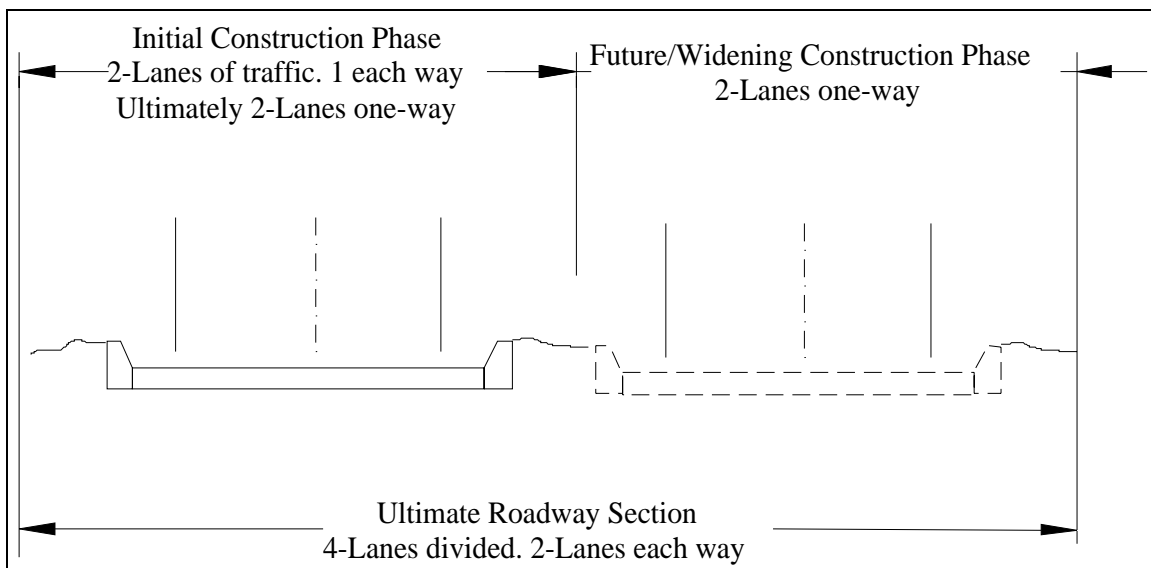 Initial Construction Phase
2-Lanes of traffic. 1 each way
Ultimately 2-Lanes one-way
Future/Widening Construction Phase
2-Lanes one-way
Ultimate Roadway Section
4-Lanes divided. 2-Lanes each way